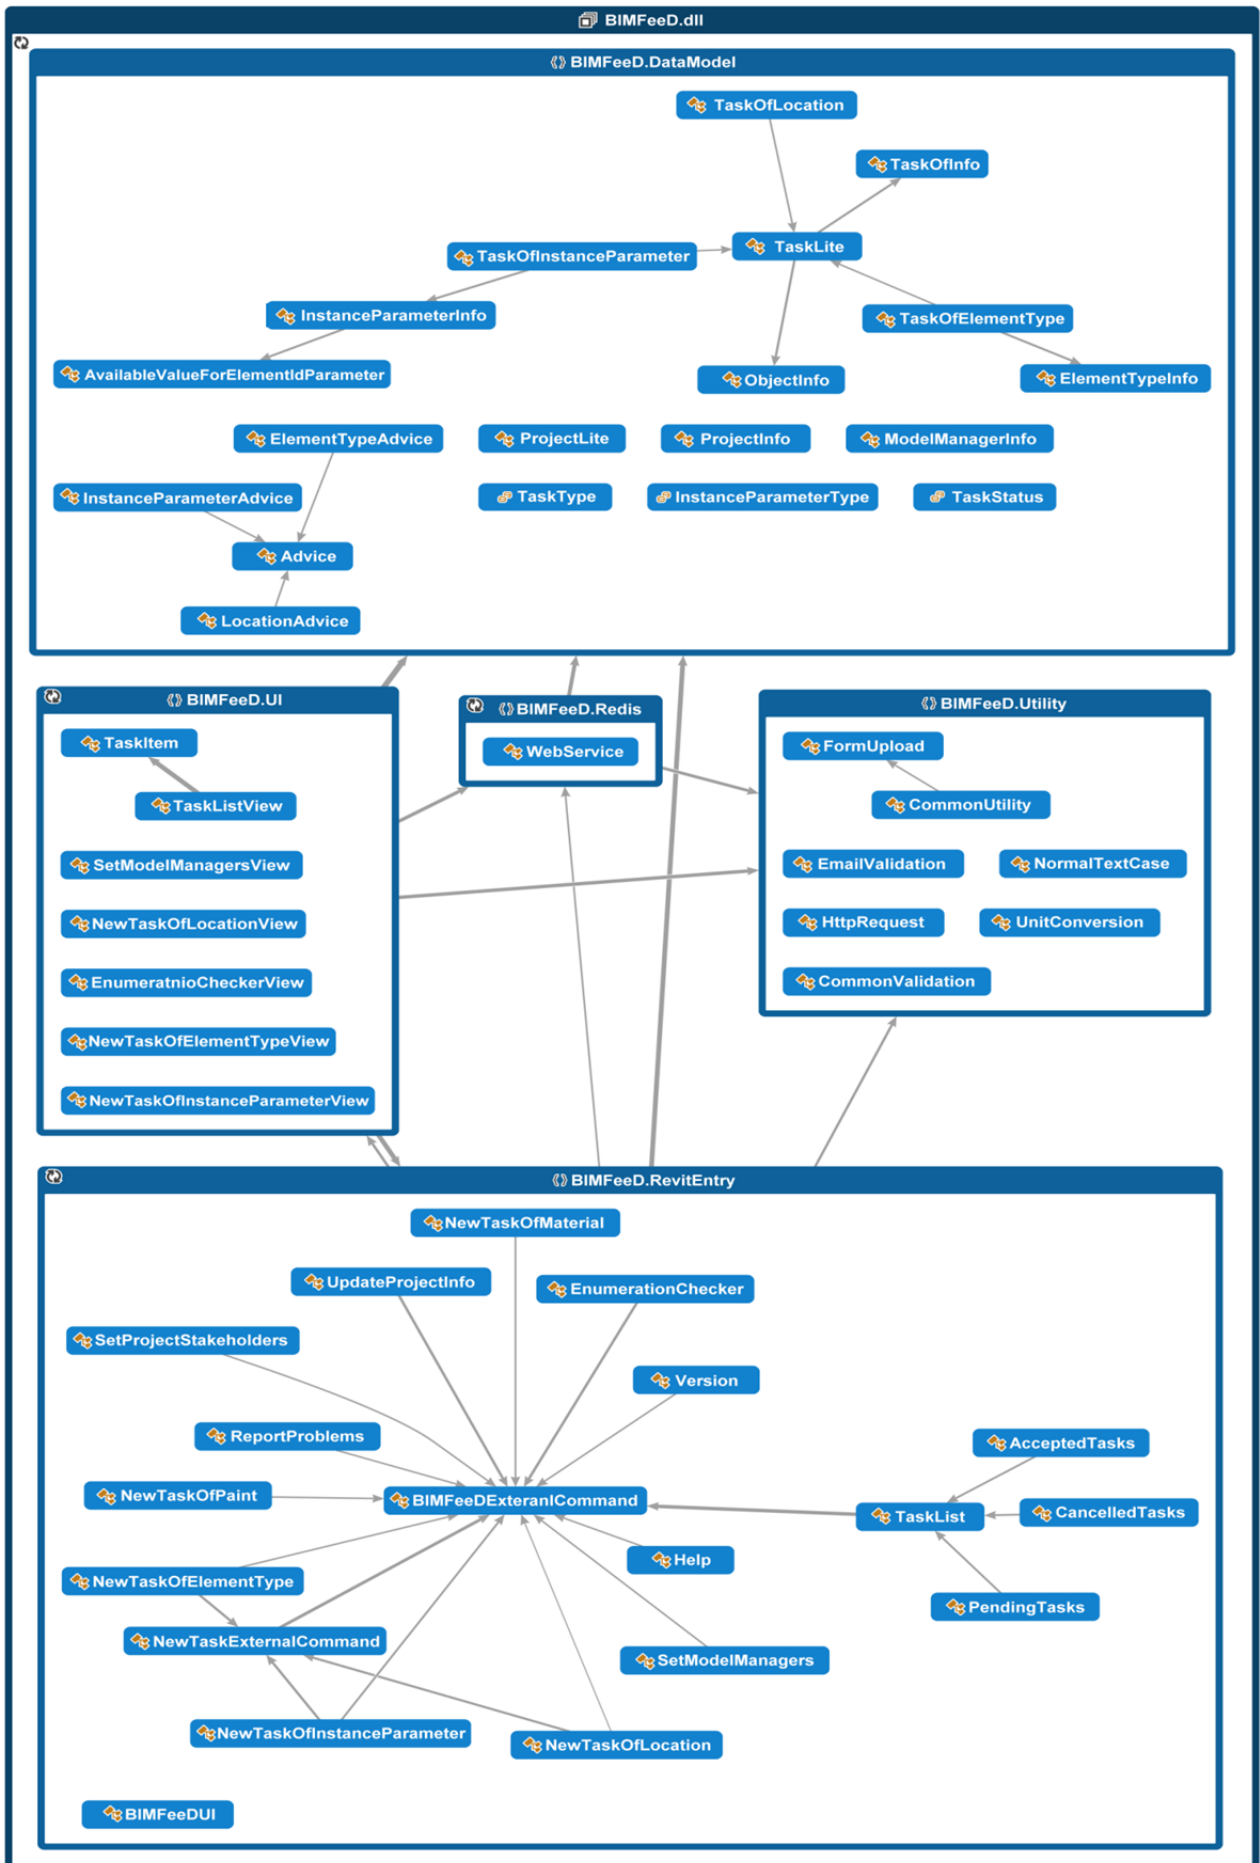 BIMFeeD.dll
BIMFeeD.DataModel
TaskOfLocation
TaskOfInfo
TaskLite
TaskOfInstanceParameter
InstanceParameterInfo
TaskOfElementType
AvailableValueForElementIdParameter
ObjectInfo
ElementTypeInfo
ElementTypeAdvice
ProjectLite
ProjectInfo
ModelManagerInfo
InstanceParameterAdvice
TaskType
InstanceParameterType
TaskStatus
Advice
LocationAdvice
BIMFeeD.UI
TaskItem
TaskListView
SetModelManagersView
NewTaskOfLocationView
EnumeratnioCheckerView
NewTaskOfElementTypeView
NewTaskOfInstanceParameterView
BIMFeeD.Redis
WebService
BIMFeeD.Utility
FormUpload
CommonUtility
EmailValidation
NormalTextCase
HttpRequest
UnitConversion
CommonValidation
BIMFeeD.RevitEntry
NewTaskOfMaterial
UpdateProjectInfo
EnumerationChecker
SetProjectStakeholders
Version
ReportProblems
AcceptedTasks
NewTaskOfPaint
BIMFeeDExteranlCommand
TaskList
CancelledTasks
Help
NewTaskOfElementType
PendingTasks
NewTaskExternalCommand
SetModelManagers
NewTaskOfInstanceParameter
NewTaskOfLocation
BIMFeeDUI